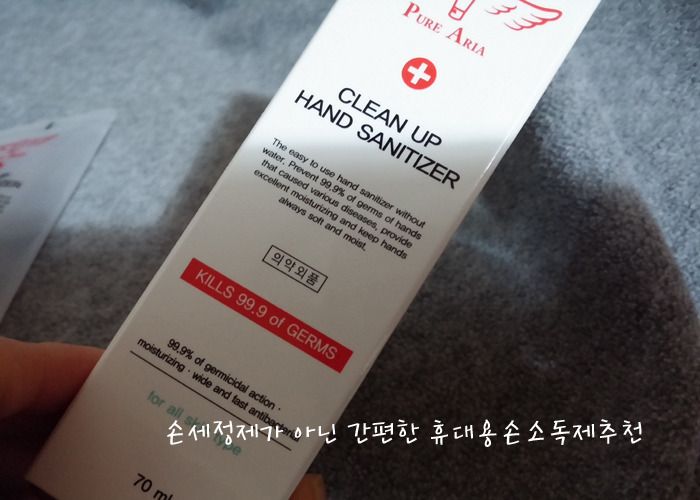 PURE ARIA
CLEAN UP
HAND SANITIZER
The easy to use hand sanitizer without
water. Prevent 99.9% of germs of hands
that caused various diseases, provide
excellent moisturizing and keep hands
always soft and moist.
의약외품
KILLS 99.9 of GERMS
99.9% of germicidal action ·
moisturizing · wide and fast antibacterial
for all skin type
손세정제가 아닌 간편한 휴대용손소독제추천
70 ml